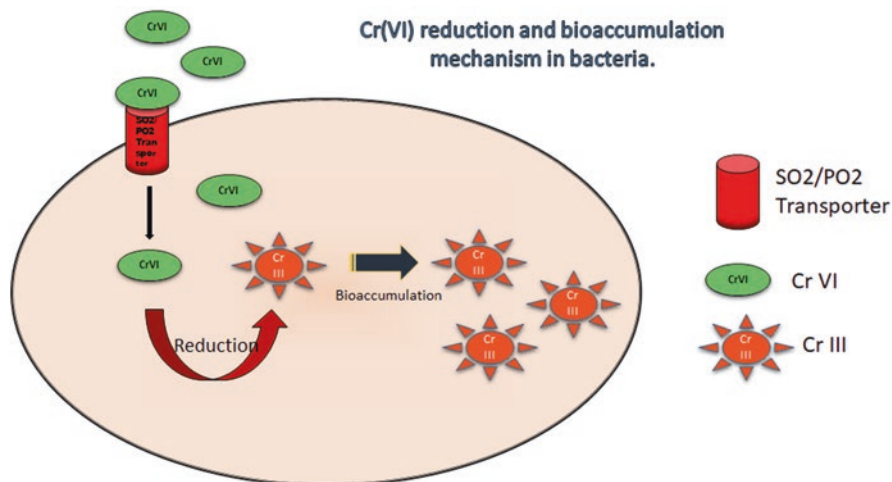 Cr(VI) reduction and bioaccumulation
mechanism in bacteria.
CrVI
CrVI
CrVI
SO2/
PO2
Tran
spor
ter
CrVI
CrVI
Cr
III
Bioaccumulation
Cr
III
Cr
III
Cr
III
Reduction
SO2/PO2
Transporter
CrVI
Cr VI
Cr
III
Cr III